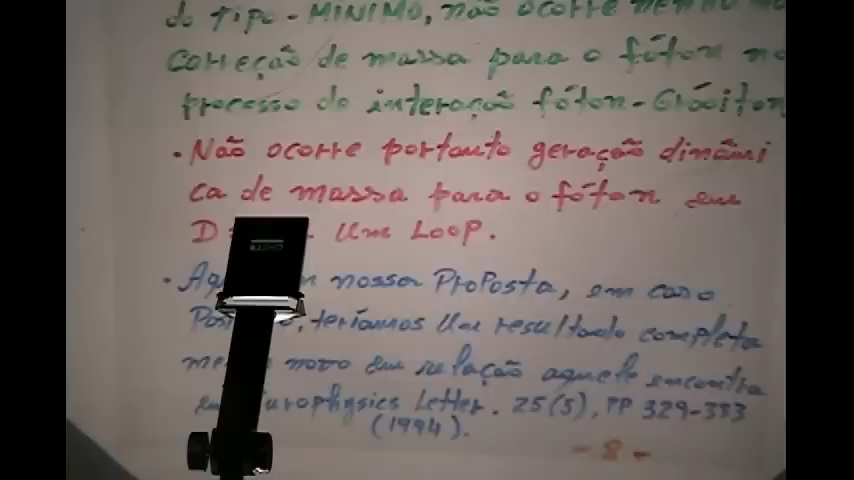 do tipo - MINIMO, não ocorre
correção de massa para o fóton no
processo de interação fóton-Gráviton
• Não ocorre portanto geração dinâmi
ca de massa para o fóton em
D Um LOOP.
• nossa Proposta, em caso
teríamos Um resultado completa
novo em relação aquele encontra
Europhysics Letter. 25(5), PP 329-333
(1994).
- 8 -